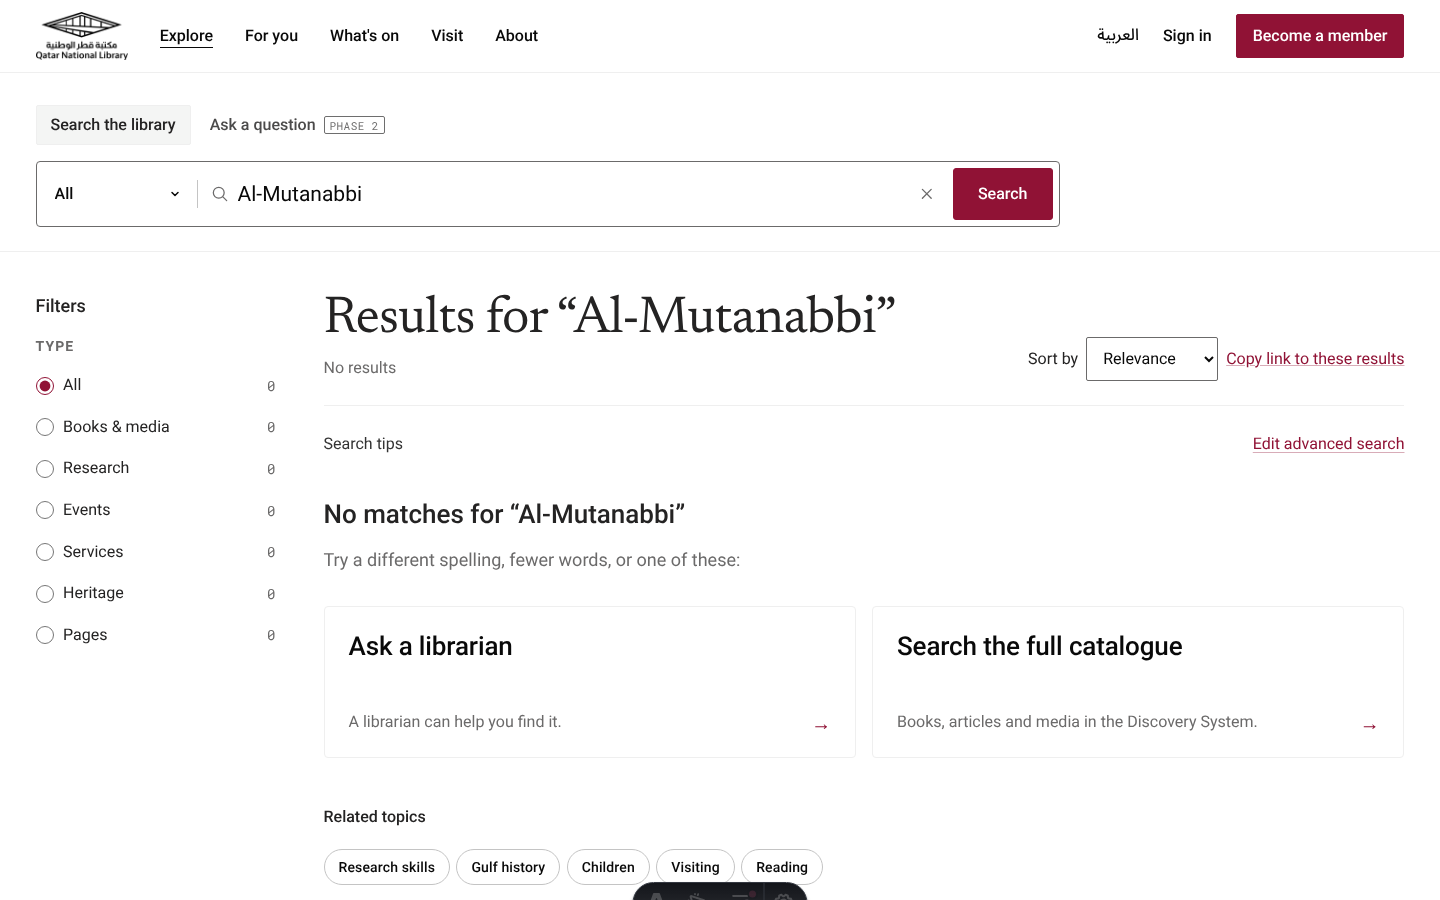 مكتبة قطر الوطنية
Qatar National Library
Explore
For you
What's on
Visit
About
العربية
Sign in
Become a member
Search the library
Ask a question
PHASE 2
All
Al-Mutanabbi
Search
Filters
TYPE
All 0
Books & media 0
Research 0
Events 0
Services 0
Heritage 0
Pages 0
Results for “Al-Mutanabbi”
No results
Sort by
Relevance
Copy link to these results
Search tips
Edit advanced search
No matches for “Al-Mutanabbi”
Try a different spelling, fewer words, or one of these:
Ask a librarian
A librarian can help you find it.
→
Search the full catalogue
Books, articles and media in the Discovery System.
→
Related topics
Research skills
Gulf history
Children
Visiting
Reading